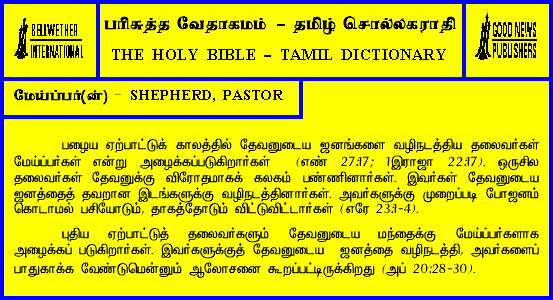 BELLWETHER
INTERNATIONAL
பரிசுத்த வேதாகமம் - தமிழ் சொல்லகராதி
THE HOLY BIBLE - TAMIL DICTIONARY
GOOD NEWS
PUBLISHERS
மேய்ப்பர்(ன்) - SHEPHERD, PASTOR
பழைய ஏற்பாட்டுக் காலத்தில் தேவனுடைய ஜனங்களை வழிநடத்திய தலைவர்கள்
மேய்ப்பர்கள் என்று அழைக்கப்படுகிறார்கள் (எண் 27:17; 1இராஜா 22:17). ஒருசில
தலைவர்கள் தேவனுக்கு விரோதமாகக் கலகம் பண்ணினார்கள். இவர்கள் தேவனுடைய
ஜனத்தைத் தவறான இடங்களுக்கு வழிநடத்தினார்கள். அவர்களுக்கு முறைப்படி போஜனம்
கொடாமல் பசியோடும், தாகத்தோடும் விட்டுவிட்டார்கள் (எரே 23:1-4).
புதிய ஏற்பாட்டுத் தலைவர்களும் தேவனுடைய மந்தைக்கு மேய்ப்பர்களாக
அழைக்கப் படுகிறார்கள். இவர்களுக்குத் தேவனுடைய ஜனத்தை வழிநடத்தி, அவர்களைப்
பாதுகாக்க வேண்டுமென்னும் ஆலோசனை கூறப்பட்டிருக்கிறது (அப் 20:28-30).